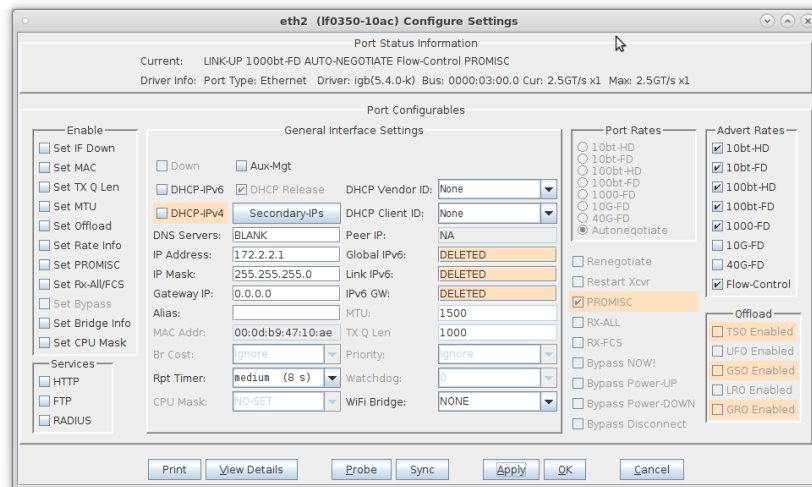 eth2 (lf0350-10ac) Configure Settings
Port Status Information
Current: LINK-UP 1000bt-FD AUTO-NEGOTIATE Flow-Control PROMISC
Driver Info: Port Type: Ethernet Driver: igb(5.4.0-k) Bus: 0000:03:00.0 Cur: 2.5GT/s x1 Max: 2.5GT/s x1
Port Configurables
Enable
Set IF Down
Set MAC
Set TX Q Len
Set MTU
Set Offload
Set Rate Info
Set PROMISC
Set Rx-All/FCS
Set Bypass
Set Bridge Info
Set CPU Mask
Services
HTTP
FTP
RADIUS
General Interface Settings
Down Aux-Mgt
DHCP-IPv6 DHCP Release DHCP Vendor ID: None
DHCP-IPv4 Secondary-IPs DHCP Client ID: None
DNS Servers: BLANK Peer IP: NA
IP Address: 172.2.2.1 Global IPv6: DELETED
IP Mask: 255.255.255.0 Link IPv6: DELETED
Gateway IP: 0.0.0.0 IPv6 GW: DELETED
Alias: MTU: 1500
MAC Addr: 00:0d:b9:47:10:ae TX Q Len 1000
Br Cost: Ignore Priority: Ignore
Rpt Timer: medium (8 s) Watchdog: 0
CPU Mask: NO-SET WiFi Bridge: NONE
Port Rates
10bt-HD
10bt-FD
100bt-HD
100bt-FD
1000-FD
10G-FD
40G-FD
Autonegotiate
Renegotiate
Restart Xcvr
PROMISC
RX-ALL
RX-FCS
Bypass NOW!
Bypass Power-UP
Bypass Power-DOWN
Bypass Disconnect
Advert Rates
10bt-HD
10bt-FD
100bt-HD
100bt-FD
1000-FD
10G-FD
40G-FD
Flow-Control
Offload
TSO Enabled
UFO Enabled
GSO Enabled
LRO Enabled
GRO Enabled
Print View Details Probe Sync Apply OK Cancel